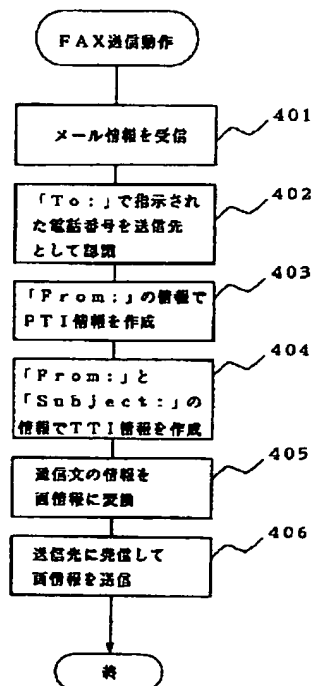 FAX送信動作
401
メール情報を受信
402
「To:」で指示され
た電話番号を送信先
として認識
403
「From:」の情報で
PTI情報を作成
404
「From:」と
「Subject:」の
情報でTTI情報を作成
405
通信文の情報を
画情報に変換
406
送信先に発信して
画情報を送信
終